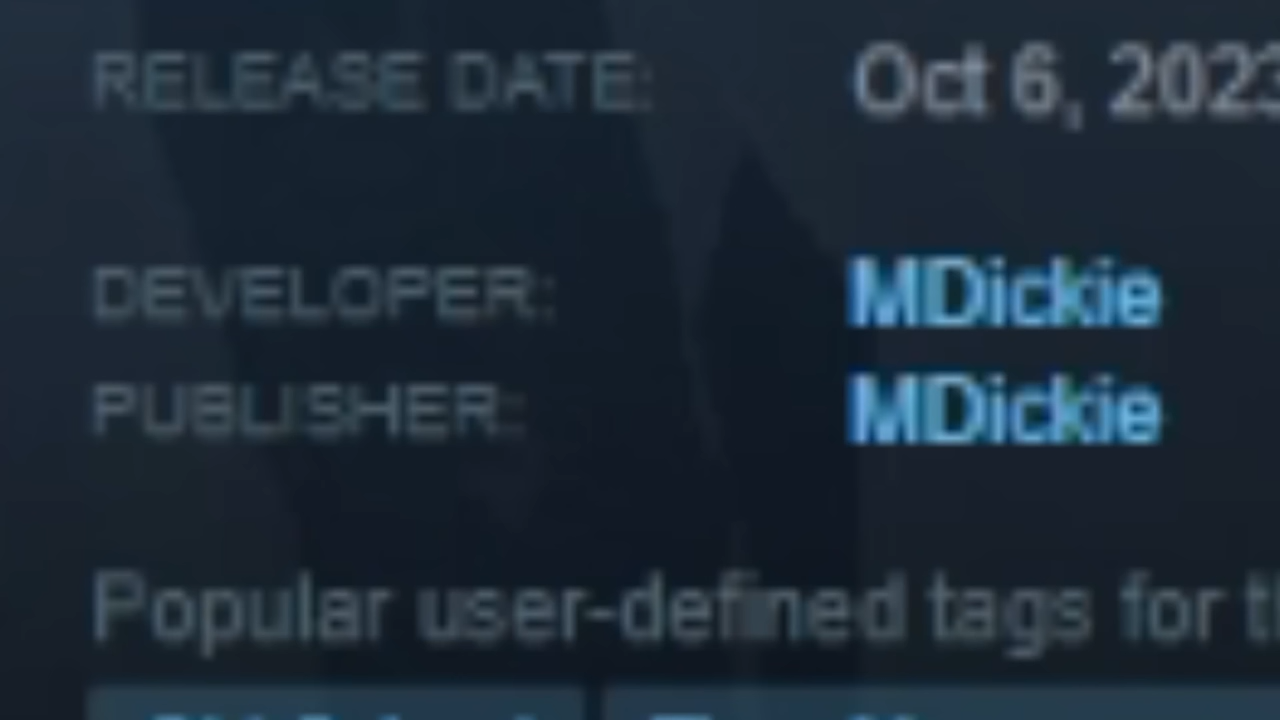 RELEASE DATE: Oct 6, 2023
DEVELOPER: MDickie
PUBLISHER: MDickie
Popular user-defined tags for